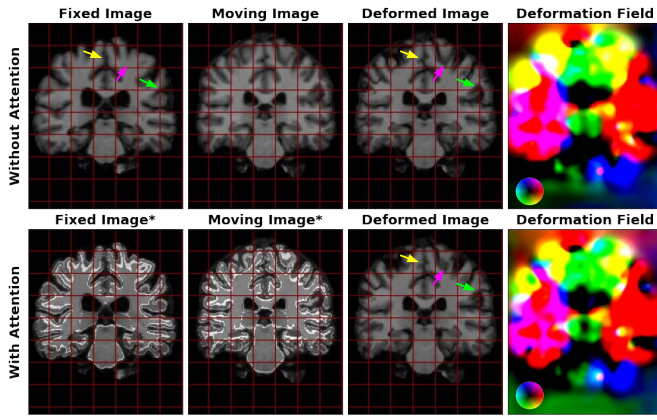 Fixed Image Moving Image Deformed Image Deformation Field
Without Attention
Fixed Image* Moving Image* Deformed Image Deformation Field
With Attention